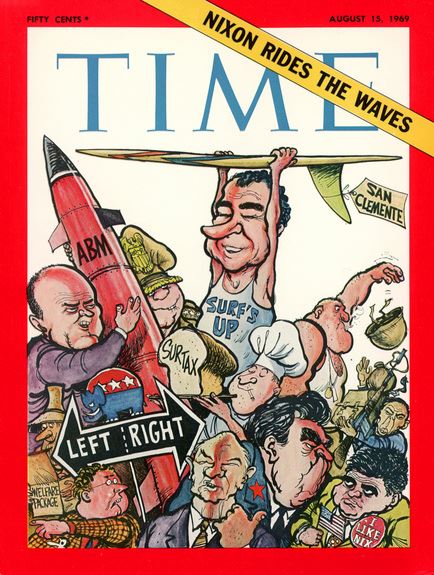 FIFTY CENTS *
AUGUST 15, 1969
NIXON RIDES THE WAVES
TIME
SAN
CLEMENTE
ABM
SURF'S
UP
SURTAX
LEFT RIGHT
WELFARE
PACKAGE
I
LIKE
NIX